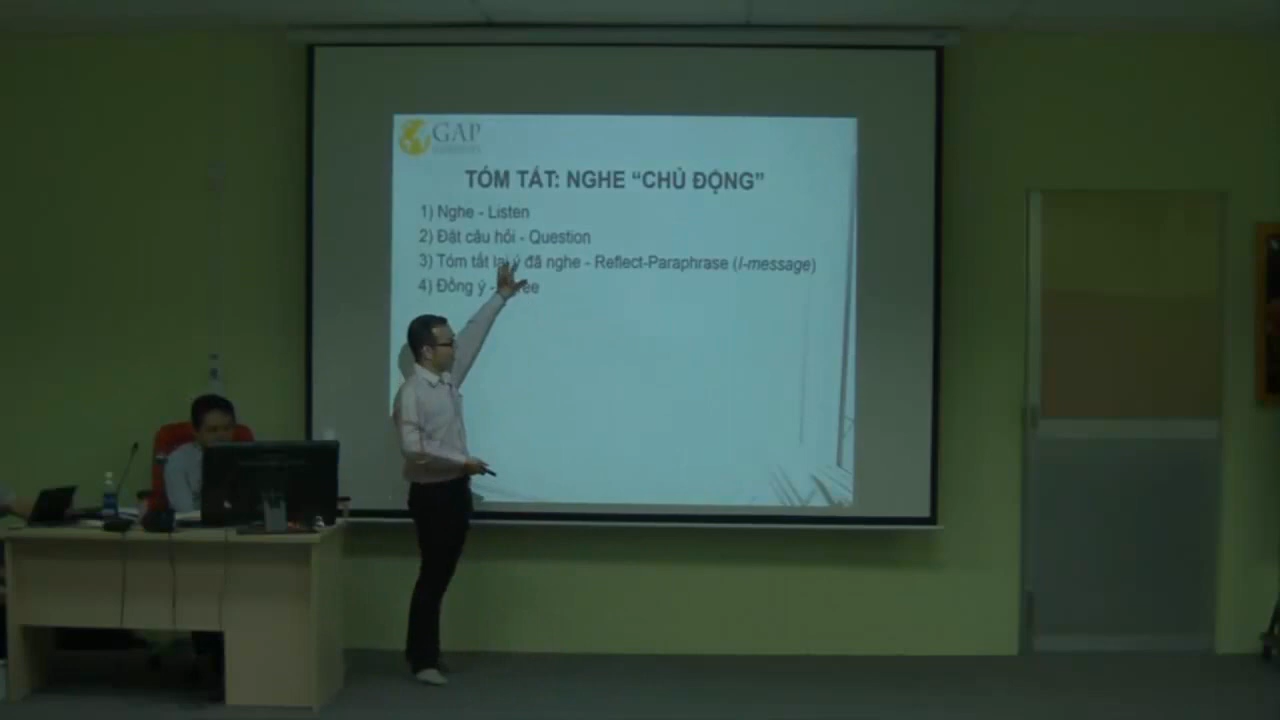 GAP
TÓM TẮT: NGHE “CHỦ ĐỘNG”
1) Nghe - Listen
2) Đặt câu hỏi - Question
3) Tóm tắt lại ý đã nghe - Reflect-Paraphrase (I-message)
4) Đồng ý -